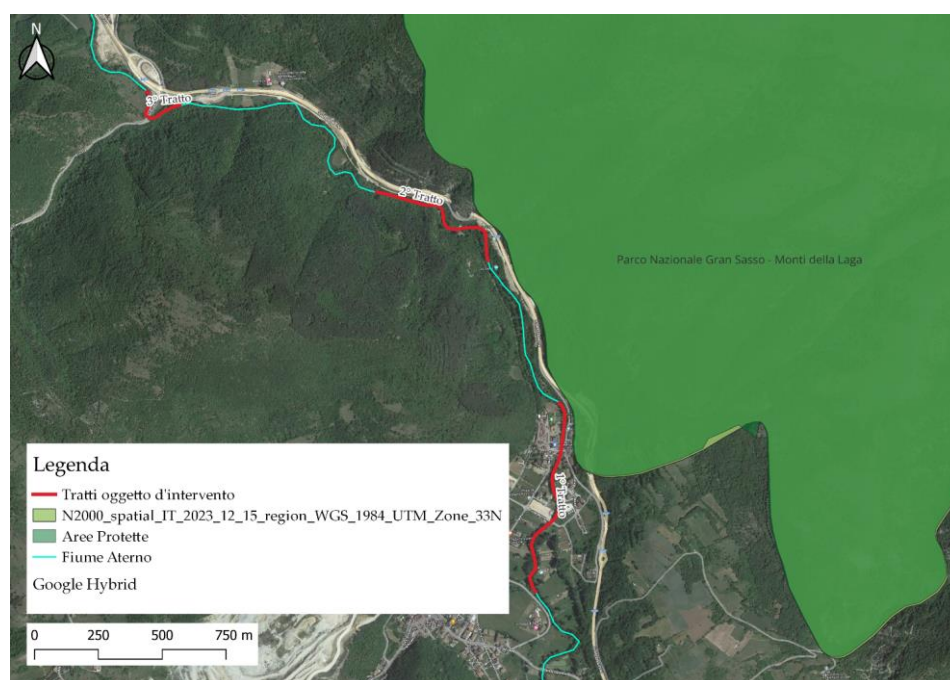 N
3° Tratto
2° Tratto
Parco Nazionale Gran Sasso - Monti della Laga
1° Tratto
Legenda
Tratti oggetto d'intervento
N2000_spatial_IT_2023_12_15_region_WGS_1984_UTM_Zone_33N
Aree Protette
Fiume Aterno
Google Hybrid
0 250 500 750 m